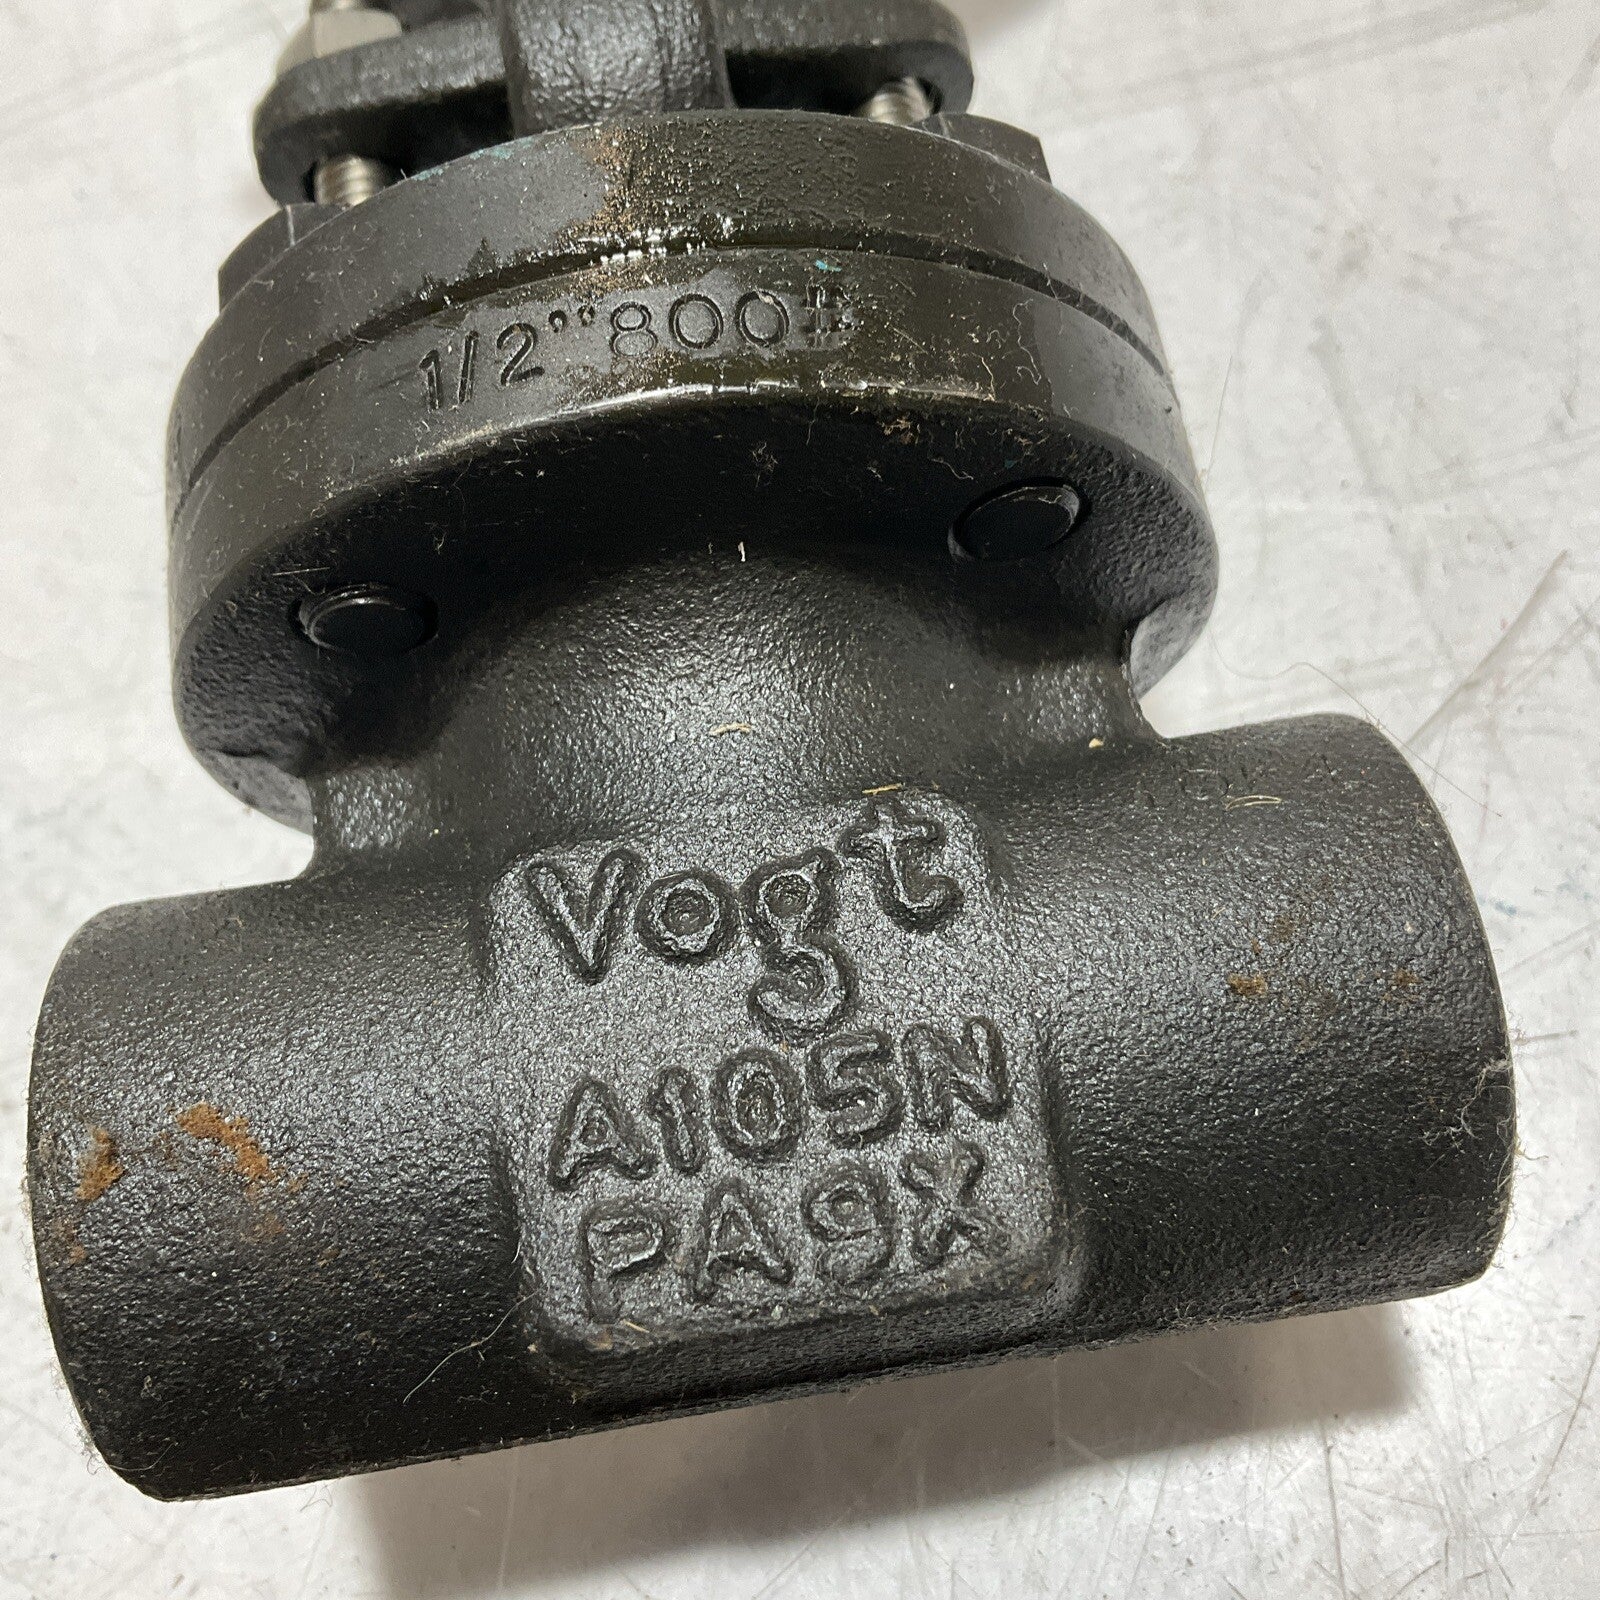 1/2" 800#
Vogt
A105N
PA9X